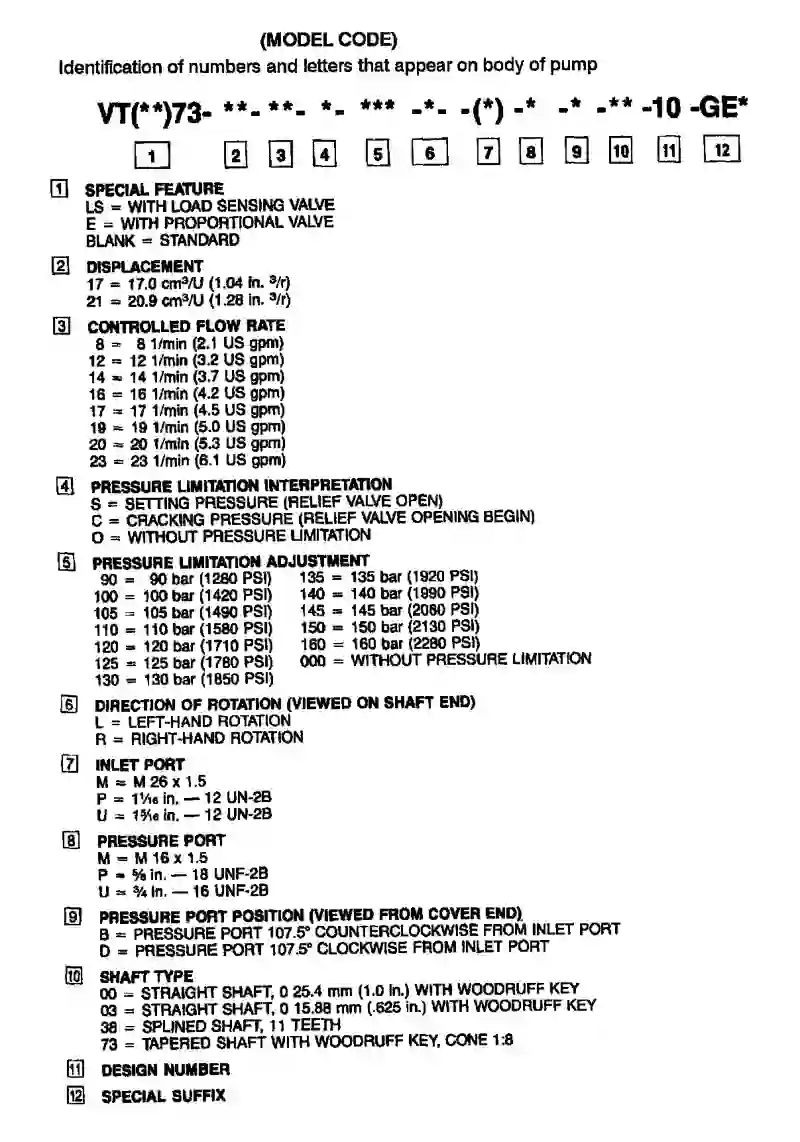 (MODEL CODE)
Identification of numbers and letters that appear on body of pump
VT(**)73- **- **- *- *** -*- -(*) -* -* -** -10 -GE*
1 2 3 4 5 6 7 8 9 10 11 12
1 SPECIAL FEATURE
LS = WITH LOAD SENSING VALVE
E = WITH PROPORTIONAL VALVE
BLANK = STANDARD
2 DISPLACEMENT
17 = 17.0 cm³/U (1.04 in. ³/r)
21 = 20.9 cm³/U (1.28 in. ³/r)
3 CONTROLLED FLOW RATE
8 = 8 1/min (2.1 US gpm)
12 = 12 1/min (3.2 US gpm)
14 = 14 1/min (3.7 US gpm)
16 = 16 1/min (4.2 US gpm)
17 = 17 1/min (4.5 US gpm)
19 = 19 1/min (5.0 US gpm)
20 = 20 1/min (5.3 US gpm)
23 = 23 1/min (6.1 US gpm)
4 PRESSURE LIMITATION INTERPRETATION
S = SETTING PRESSURE (RELIEF VALVE OPEN)
C = CRACKING PRESSURE (RELIEF VALVE OPENING BEGIN)
O = WITHOUT PRESSURE LIMITATION
5 PRESSURE LIMITATION ADJUSTMENT
90 = 90 bar (1280 PSI) 135 = 135 bar (1920 PSI)
100 = 100 bar (1420 PSI) 140 = 140 bar (1990 PSI)
105 = 105 bar (1490 PSI) 145 = 145 bar (2060 PSI)
110 = 110 bar (1580 PSI) 150 = 150 bar (2130 PSI)
120 = 120 bar (1710 PSI) 160 = 160 bar (2280 PSI)
125 = 125 bar (1780 PSI) 000 = WITHOUT PRESSURE LIMITATION
130 = 130 bar (1850 PSI)
6 DIRECTION OF ROTATION (VIEWED ON SHAFT END)
L = LEFT-HAND ROTATION
R = RIGHT-HAND ROTATION
7 INLET PORT
M = M 26 x 1.5
P = 1 1/16 in. — 12 UN-2B
U = 1 5/16 in. — 12 UN-2B
8 PRESSURE PORT
M = M 16 x 1.5
P = 5/8 in. — 18 UNF-2B
U = 3/4 in. — 16 UNF-2B
9 PRESSURE PORT POSITION (VIEWED FROM COVER END)
B = PRESSURE PORT 107.5° COUNTERCLOCKWISE FROM INLET PORT
D = PRESSURE PORT 107.5° CLOCKWISE FROM INLET PORT
10 SHAFT TYPE
00 = STRAIGHT SHAFT, 0 25.4 mm (1.0 in.) WITH WOODRUFF KEY
03 = STRAIGHT SHAFT, 0 15.88 mm (.625 in.) WITH WOODRUFF KEY
38 = SPLINED SHAFT, 11 TEETH
73 = TAPERED SHAFT WITH WOODRUFF KEY, CONE 1:8
11 DESIGN NUMBER
12 SPECIAL SUFFIX